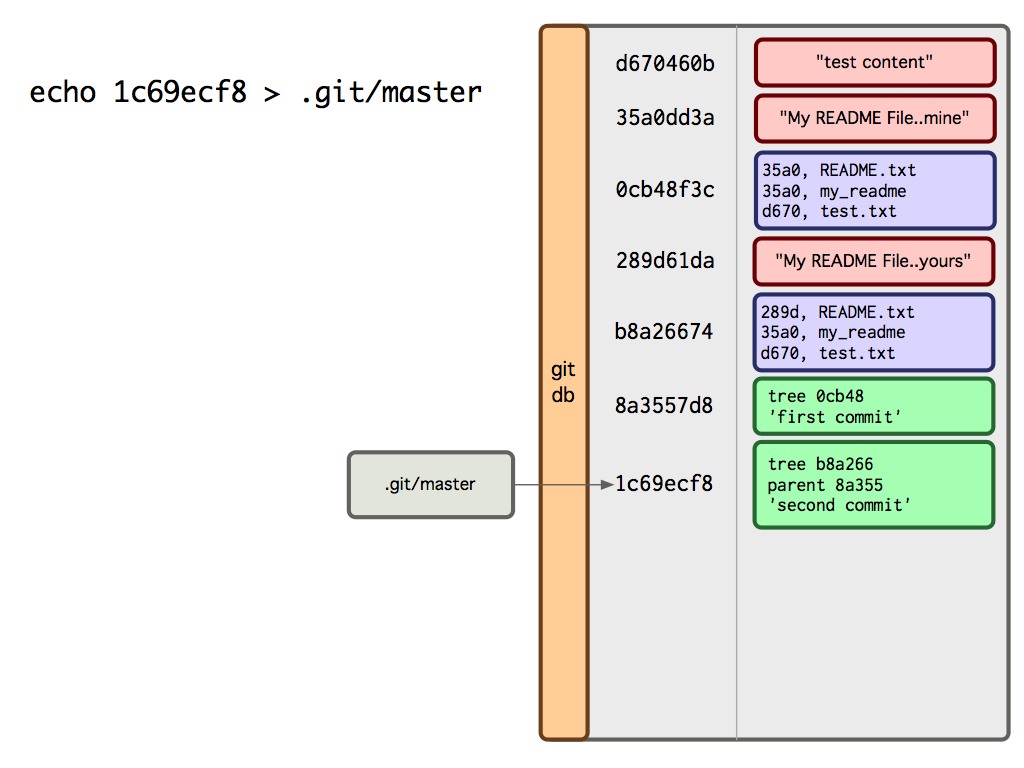 echo 1c69ecf8 > .git/master
git
db
.git/master
d670460b
"test content"
35a0dd3a
"My README File..mine"
0cb48f3c
35a0, README.txt
35a0, my_readme
d670, test.txt
289d61da
"My README File..yours"
b8a26674
289d, README.txt
35a0, my_readme
d670, test.txt
8a3557d8
tree 0cb48
'first commit'
1c69ecf8
tree b8a266
parent 8a355
'second commit'